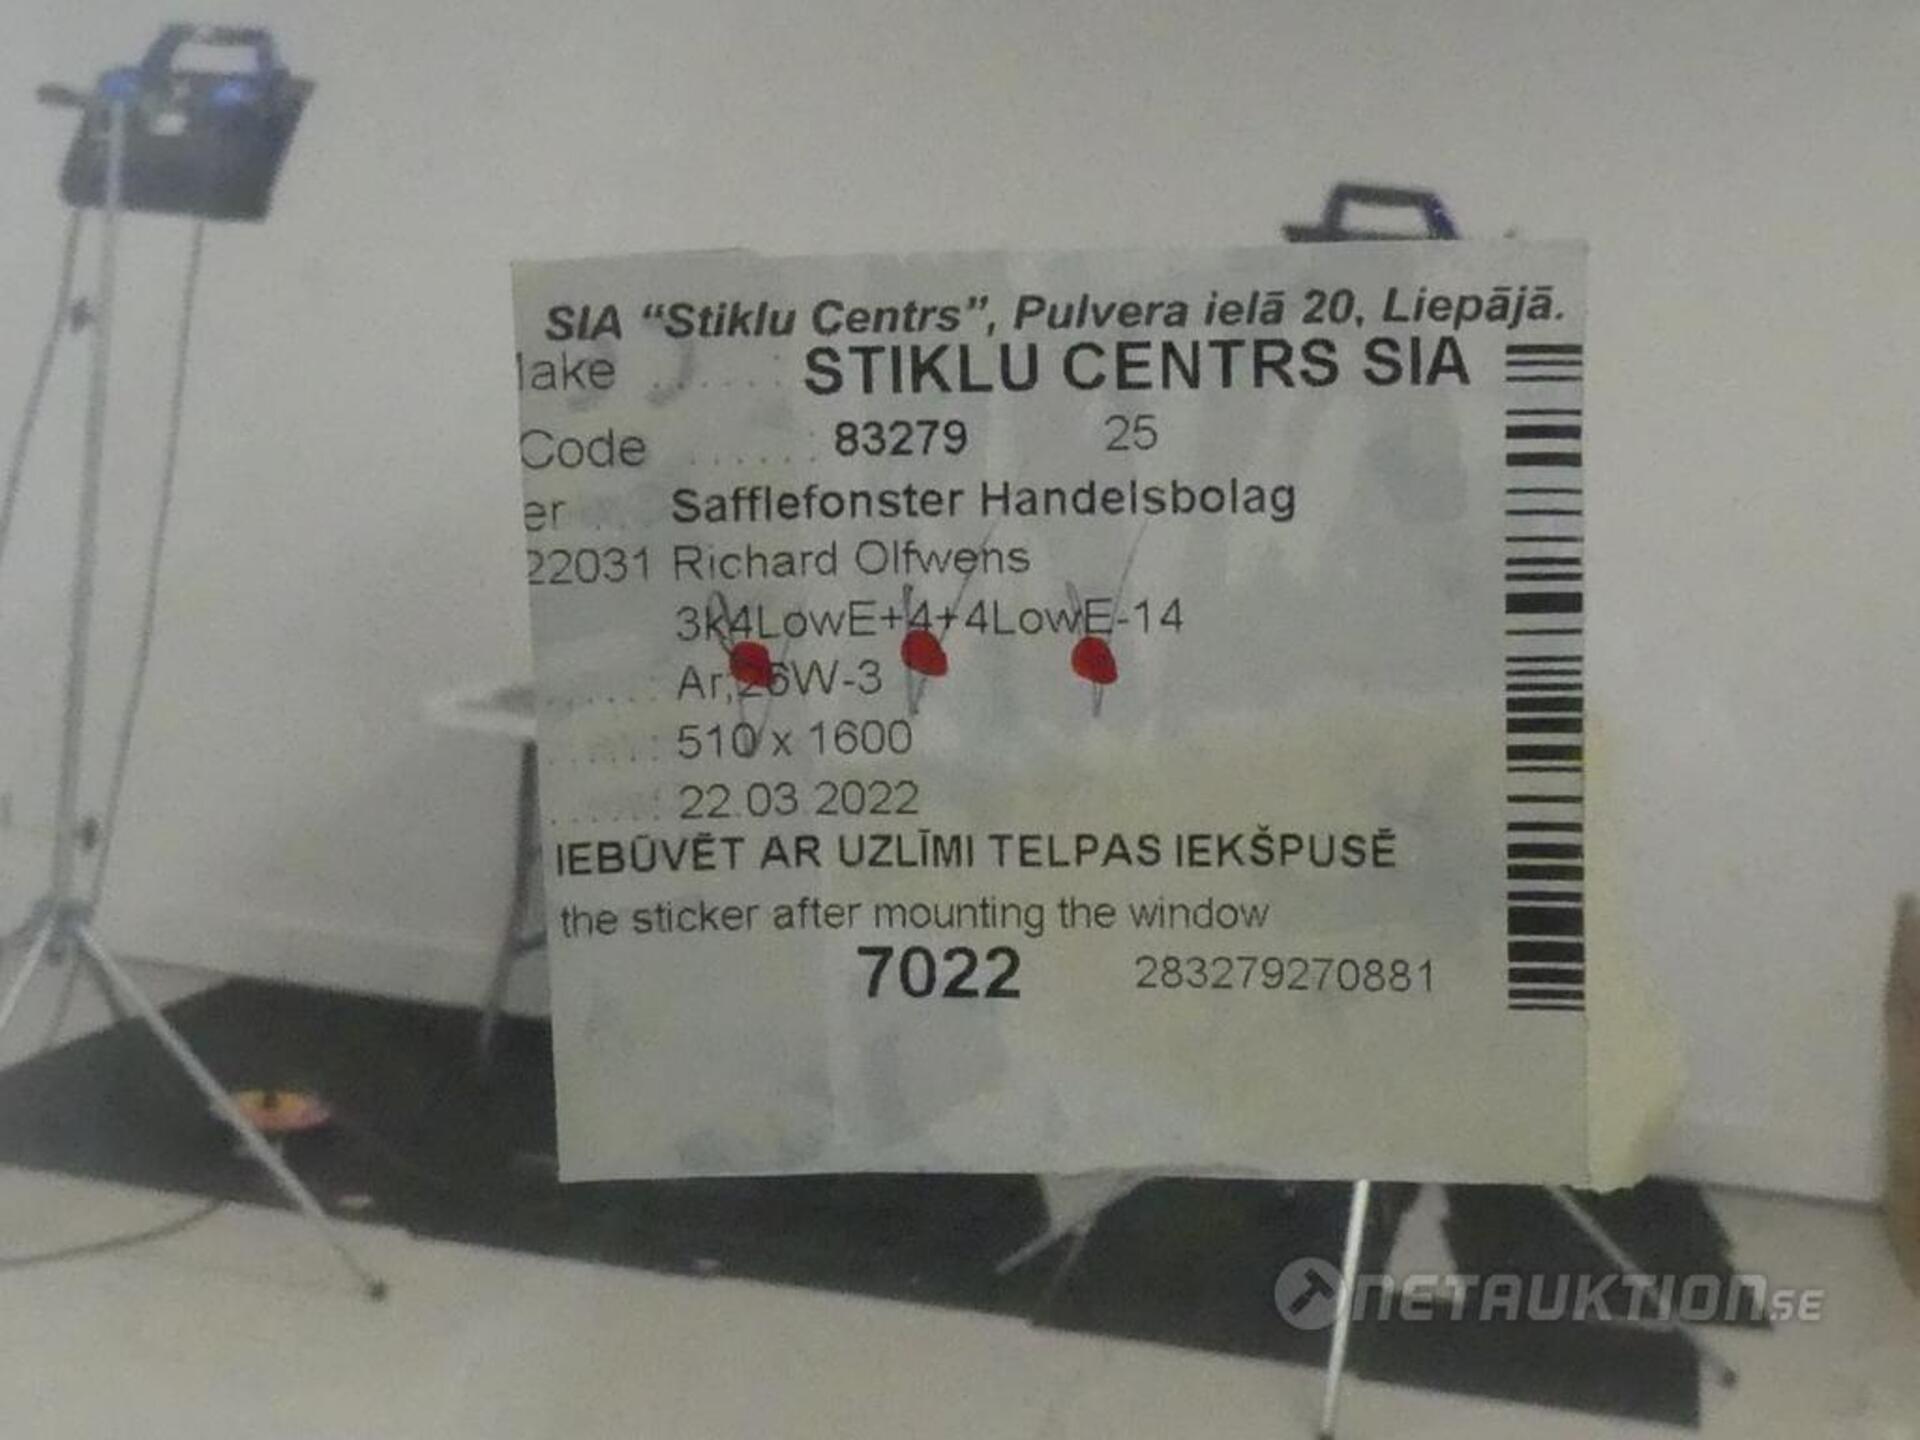 SIA “Stiklu Centrs”, Pulvera ielā 20, Liepājā.
lake ...... : STIKLU CENTRS SIA
Code ...... : 83279 25
er .. Safflefonster Handelsbolag
22031 Richard Olfwens
3k4LowE+4+4LowE-14
...... : Ar,26W-3
...... : 510 x 1600
...... : 22.03.2022
IEBŪVĒT AR UZLĪMI TELPAS IEKŠPUSĒ
the sticker after mounting the window
7022 283279270881
NETAUKTION.SE